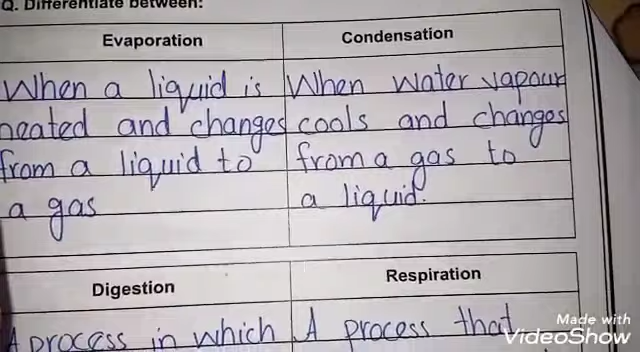 Q. Differentiate between:
Evaporation
Condensation
When a liquid is
heated and changes
from a liquid to
a gas
When water vapour
cools and changes
from a gas to
a liquid.
Digestion
Respiration
A process in which
A process that
Made with
VideoShow